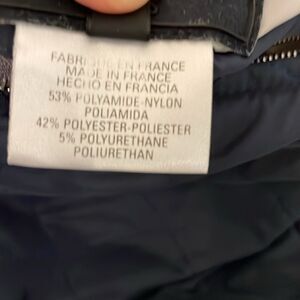 FABRIQUE EN FRANCE
MADE IN FRANCE
HECHO EN FRANCIA
53% POLYAMIDE-NYLON
POLIAMIDA
42% POLYESTER-POLIESTER
5% POLYURETHANE
POLIURETHAN